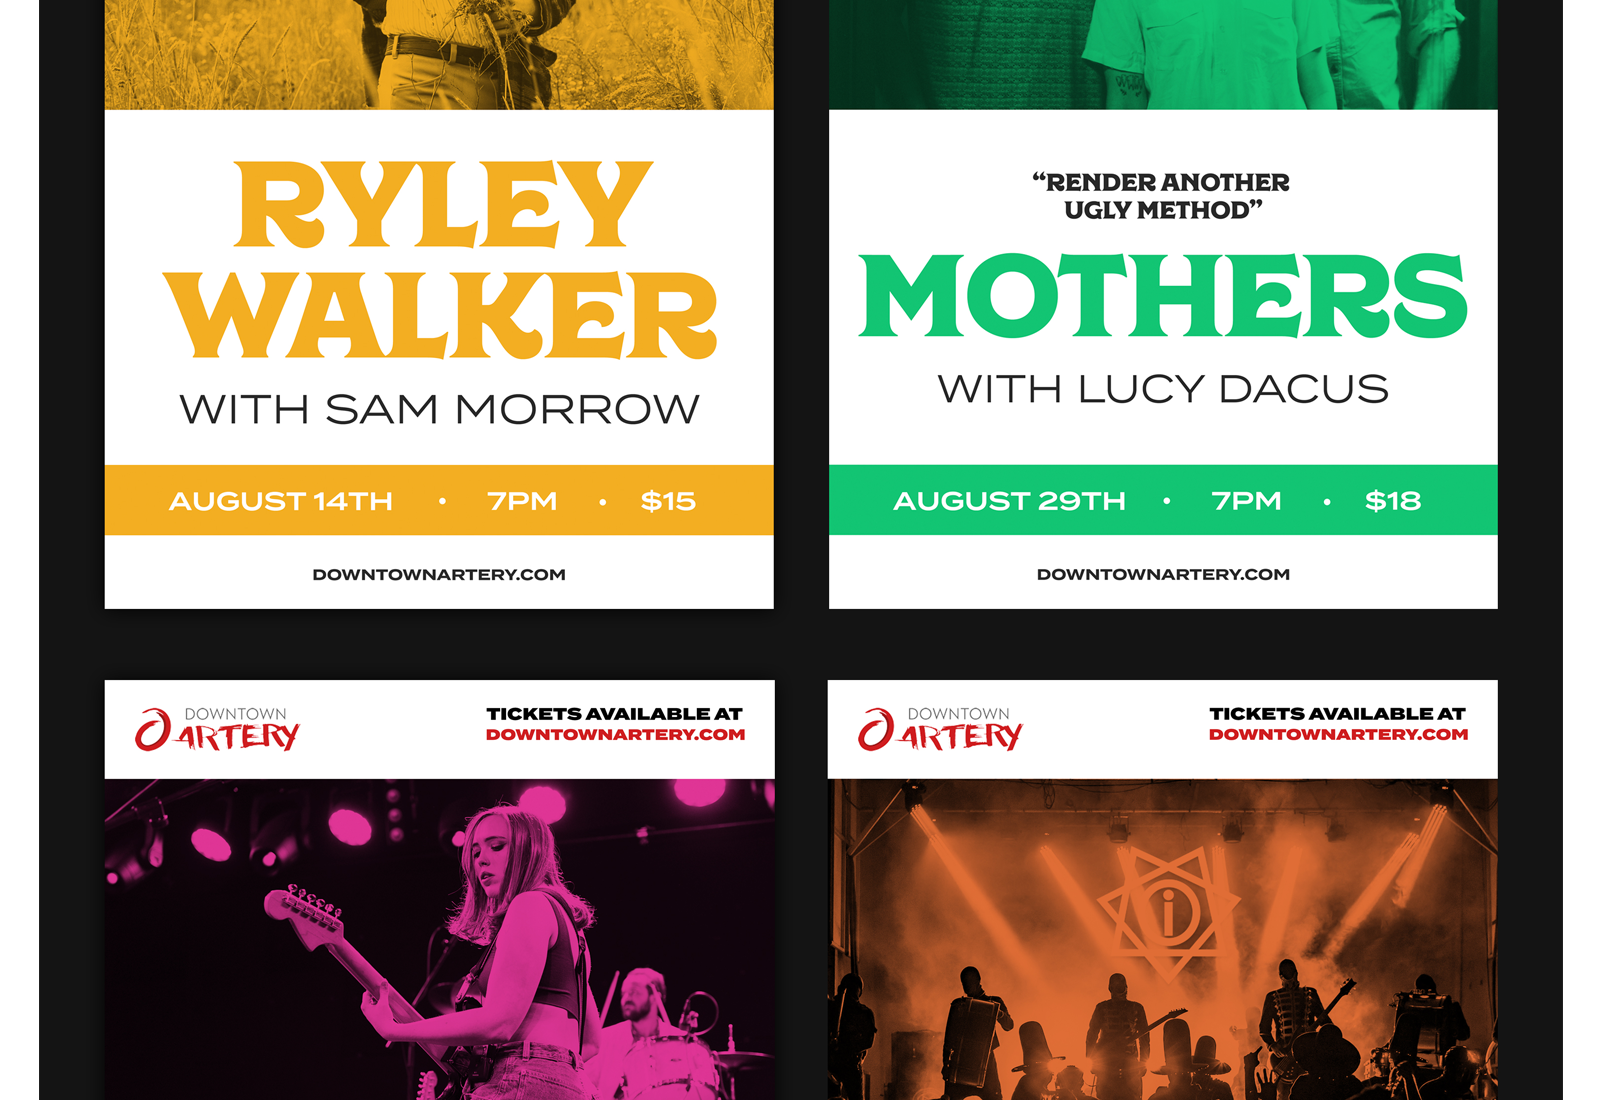 RYLEY
WALKER
WITH SAM MORROW
AUGUST 14TH • 7PM • $15
DOWNTOWNARTERY.COM
“RENDER ANOTHER
UGLY METHOD”
MOTHERS
WITH LUCY DACUS
AUGUST 29TH • 7PM • $18
DOWNTOWNARTERY.COM
DOWNTOWN
ARTERY
TICKETS AVAILABLE AT
DOWNTOWNARTERY.COM
DOWNTOWN
ARTERY
TICKETS AVAILABLE AT
DOWNTOWNARTERY.COM
i